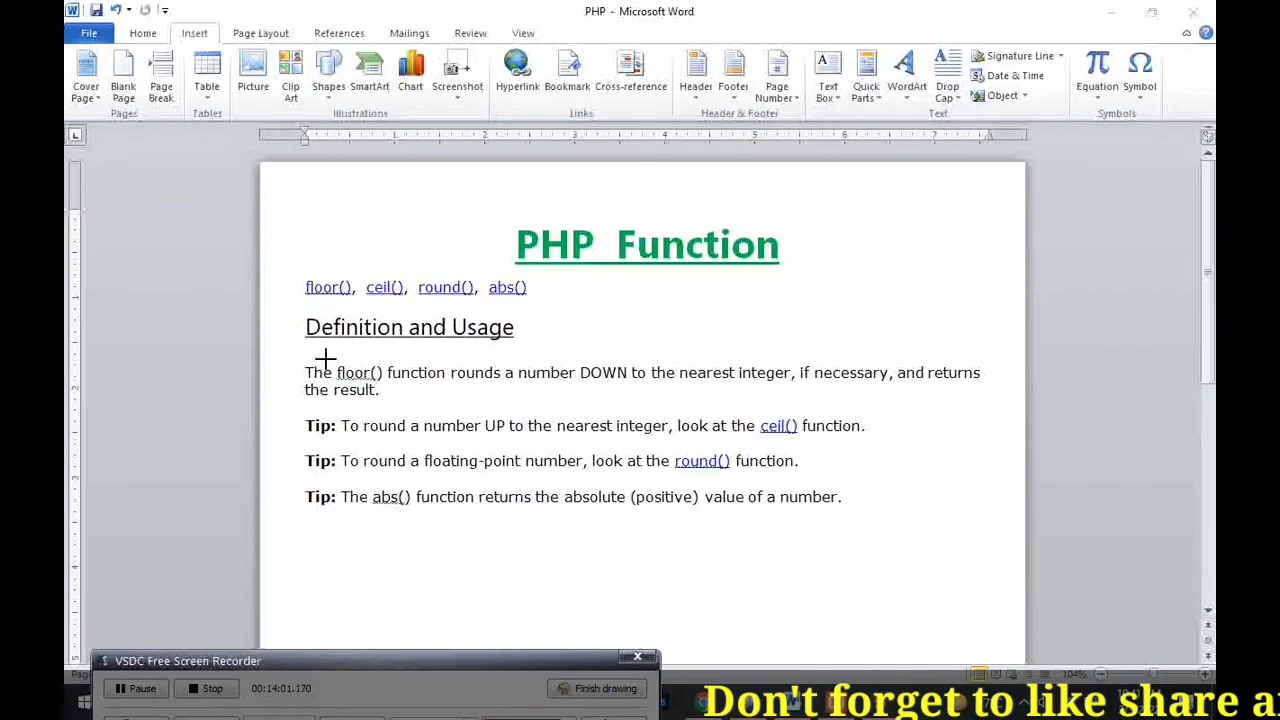 PHP - Microsoft Word
File Home Insert Page Layout References Mailings Review View
Cover Page Blank Page Page Break Table Picture Clip Art Shapes SmartArt Chart Screenshot Hyperlink Bookmark Cross-reference Header Footer Page Number Text Box Quick Parts WordArt Drop Cap Signature Line Date & Time Object Equation Symbol
Pages Tables Illustrations Links Header & Footer Text Symbols
PHP Function
floor(), ceil(), round(), abs()
Definition and Usage
The floor() function rounds a number DOWN to the nearest integer, if necessary, and returns
the result.
Tip: To round a number UP to the nearest integer, look at the ceil() function.
Tip: To round a floating-point number, look at the round() function.
Tip: The abs() function returns the absolute (positive) value of a number.
VSDC Free Screen Recorder
104%
Pause Stop 00:14:01.170 Finish drawing
Don't forget to like share a